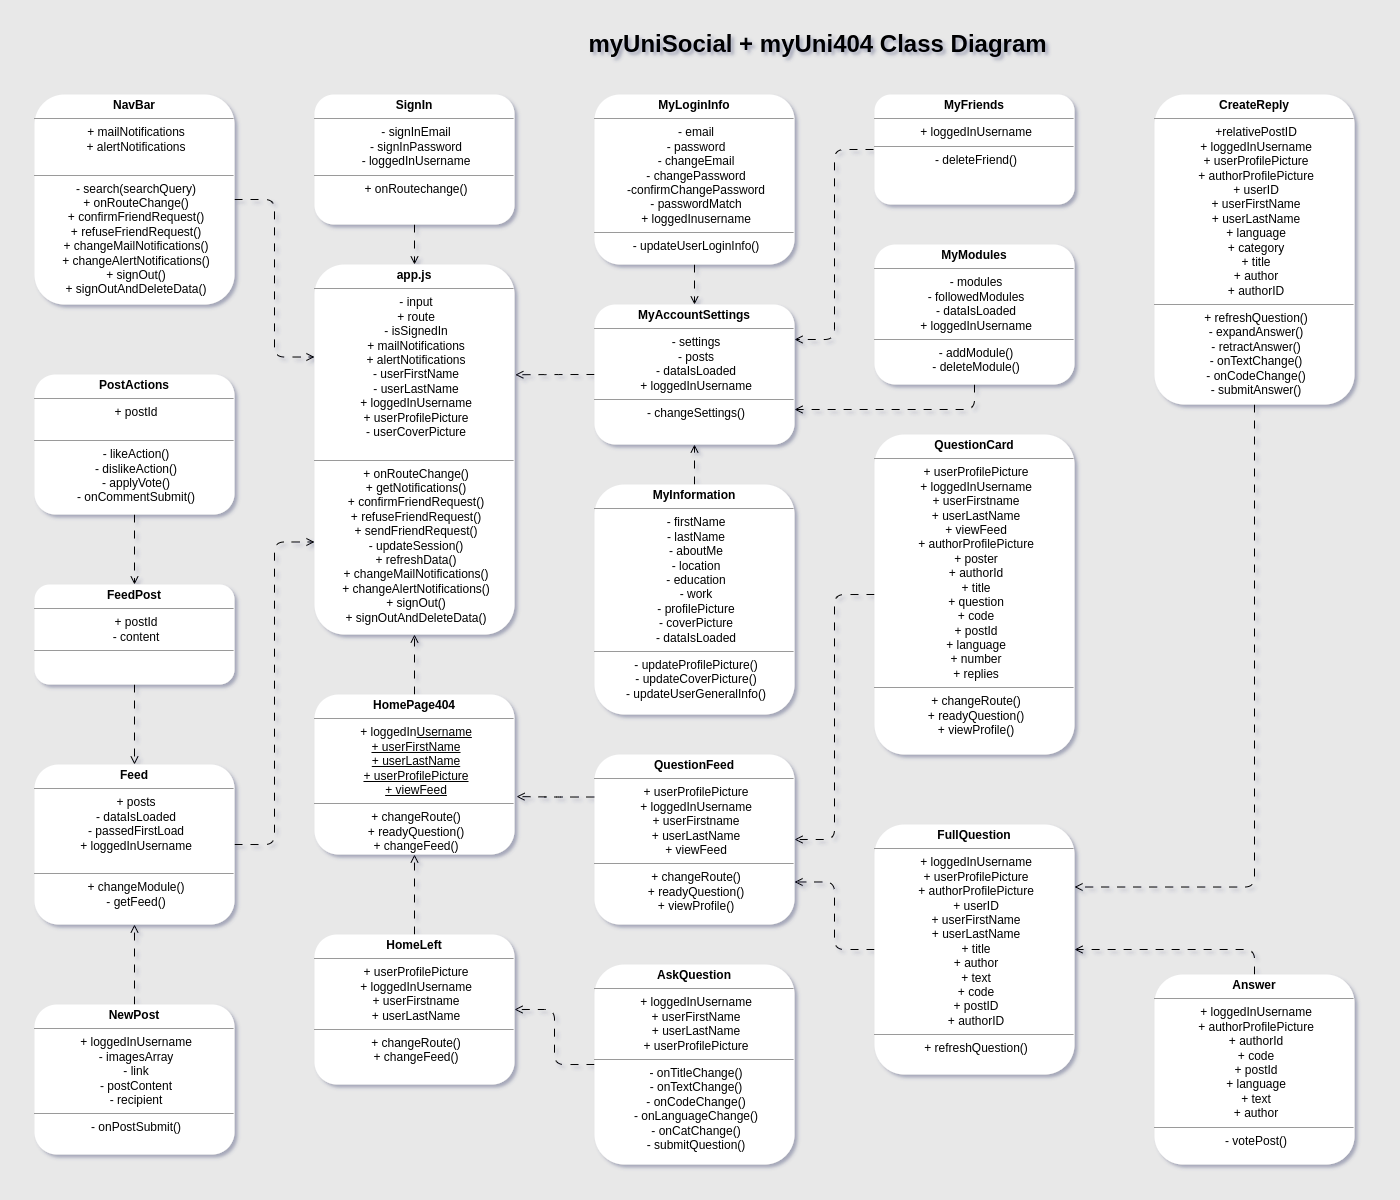 myUniSocial + myUni404 Class Diagram
NavBar
+ mailNotifications
+ alertNotifications
- search(searchQuery)
+ onRouteChange()
+ confirmFriendRequest()
+ refuseFriendRequest()
+ changeMailNotifications()
+ changeAlertNotifications()
+ signOut()
+ signOutAndDeleteData()
PostActions
+ postId
- likeAction()
- dislikeAction()
- applyVote()
- onCommentSubmit()
FeedPost
+ postId
- content
Feed
+ posts
- dataIsLoaded
- passedFirstLoad
+ loggedInUsername
+ changeModule()
- getFeed()
NewPost
+ loggedInUsername
- imagesArray
- link
- postContent
- recipient
- onPostSubmit()
SignIn
- signInEmail
- signInPassword
- loggedInUsername
+ onRoutechange()
app.js
- input
+ route
- isSignedIn
+ mailNotifications
+ alertNotifications
- userFirstName
- userLastName
+ loggedInUsername
+ userProfilePicture
- userCoverPicture
+ onRouteChange()
+ getNotifications()
+ confirmFriendRequest()
+ refuseFriendRequest()
+ sendFriendRequest()
- updateSession()
+ refreshData()
+ changeMailNotifications()
+ changeAlertNotifications()
+ signOut()
+ signOutAndDeleteData()
HomePage404
+ loggedInUsername
+ userFirstName
+ userLastName
+ userProfilePicture
+ viewFeed
+ changeRoute()
+ readyQuestion()
+ changeFeed()
HomeLeft
+ userProfilePicture
+ loggedInUsername
+ userFirstname
+ userLastName
+ changeRoute()
+ changeFeed()
MyLoginInfo
- email
- password
- changeEmail
- changePassword
-confirmChangePassword
- passwordMatch
+ loggedInusername
- updateUserLoginInfo()
MyAccountSettings
- settings
- posts
- dataIsLoaded
+ loggedInUsername
- changeSettings()
MyInformation
- firstName
- lastName
- aboutMe
- location
- education
- work
- profilePicture
- coverPicture
- dataIsLoaded
- updateProfilePicture()
- updateCoverPicture()
- updateUserGeneralInfo()
QuestionFeed
+ userProfilePicture
+ loggedInUsername
+ userFirstname
+ userLastName
+ viewFeed
+ changeRoute()
+ readyQuestion()
+ viewProfile()
AskQuestion
+ loggedInUsername
+ userFirstName
+ userLastName
+ userProfilePicture
- onTitleChange()
- onTextChange()
- onCodeChange()
- onLanguageChange()
- onCatChange()
- submitQuestion()
MyFriends
+ loggedInUsername
- deleteFriend()
MyModules
- modules
- followedModules
- dataIsLoaded
+ loggedInUsername
- addModule()
- deleteModule()
QuestionCard
+ userProfilePicture
+ loggedInUsername
+ userFirstname
+ userLastName
+ viewFeed
+ authorProfilePicture
+ poster
+ authorId
+ title
+ question
+ code
+ postId
+ language
+ number
+ replies
+ changeRoute()
+ readyQuestion()
+ viewProfile()
FullQuestion
+ loggedInUsername
+ userProfilePicture
+ authorProfilePicture
+ userID
+ userFirstName
+ userLastName
+ title
+ author
+ text
+ code
+ postID
+ authorID
+ refreshQuestion()
CreateReply
+relativePostID
+ loggedInUsername
+ userProfilePicture
+ authorProfilePicture
+ userID
+ userFirstName
+ userLastName
+ language
+ category
+ title
+ author
+ authorID
+ refreshQuestion()
- expandAnswer()
- retractAnswer()
- onTextChange()
- onCodeChange()
- submitAnswer()
Answer
+ loggedInUsername
+ authorProfilePicture
+ authorId
+ code
+ postId
+ language
+ text
+ author
- votePost()